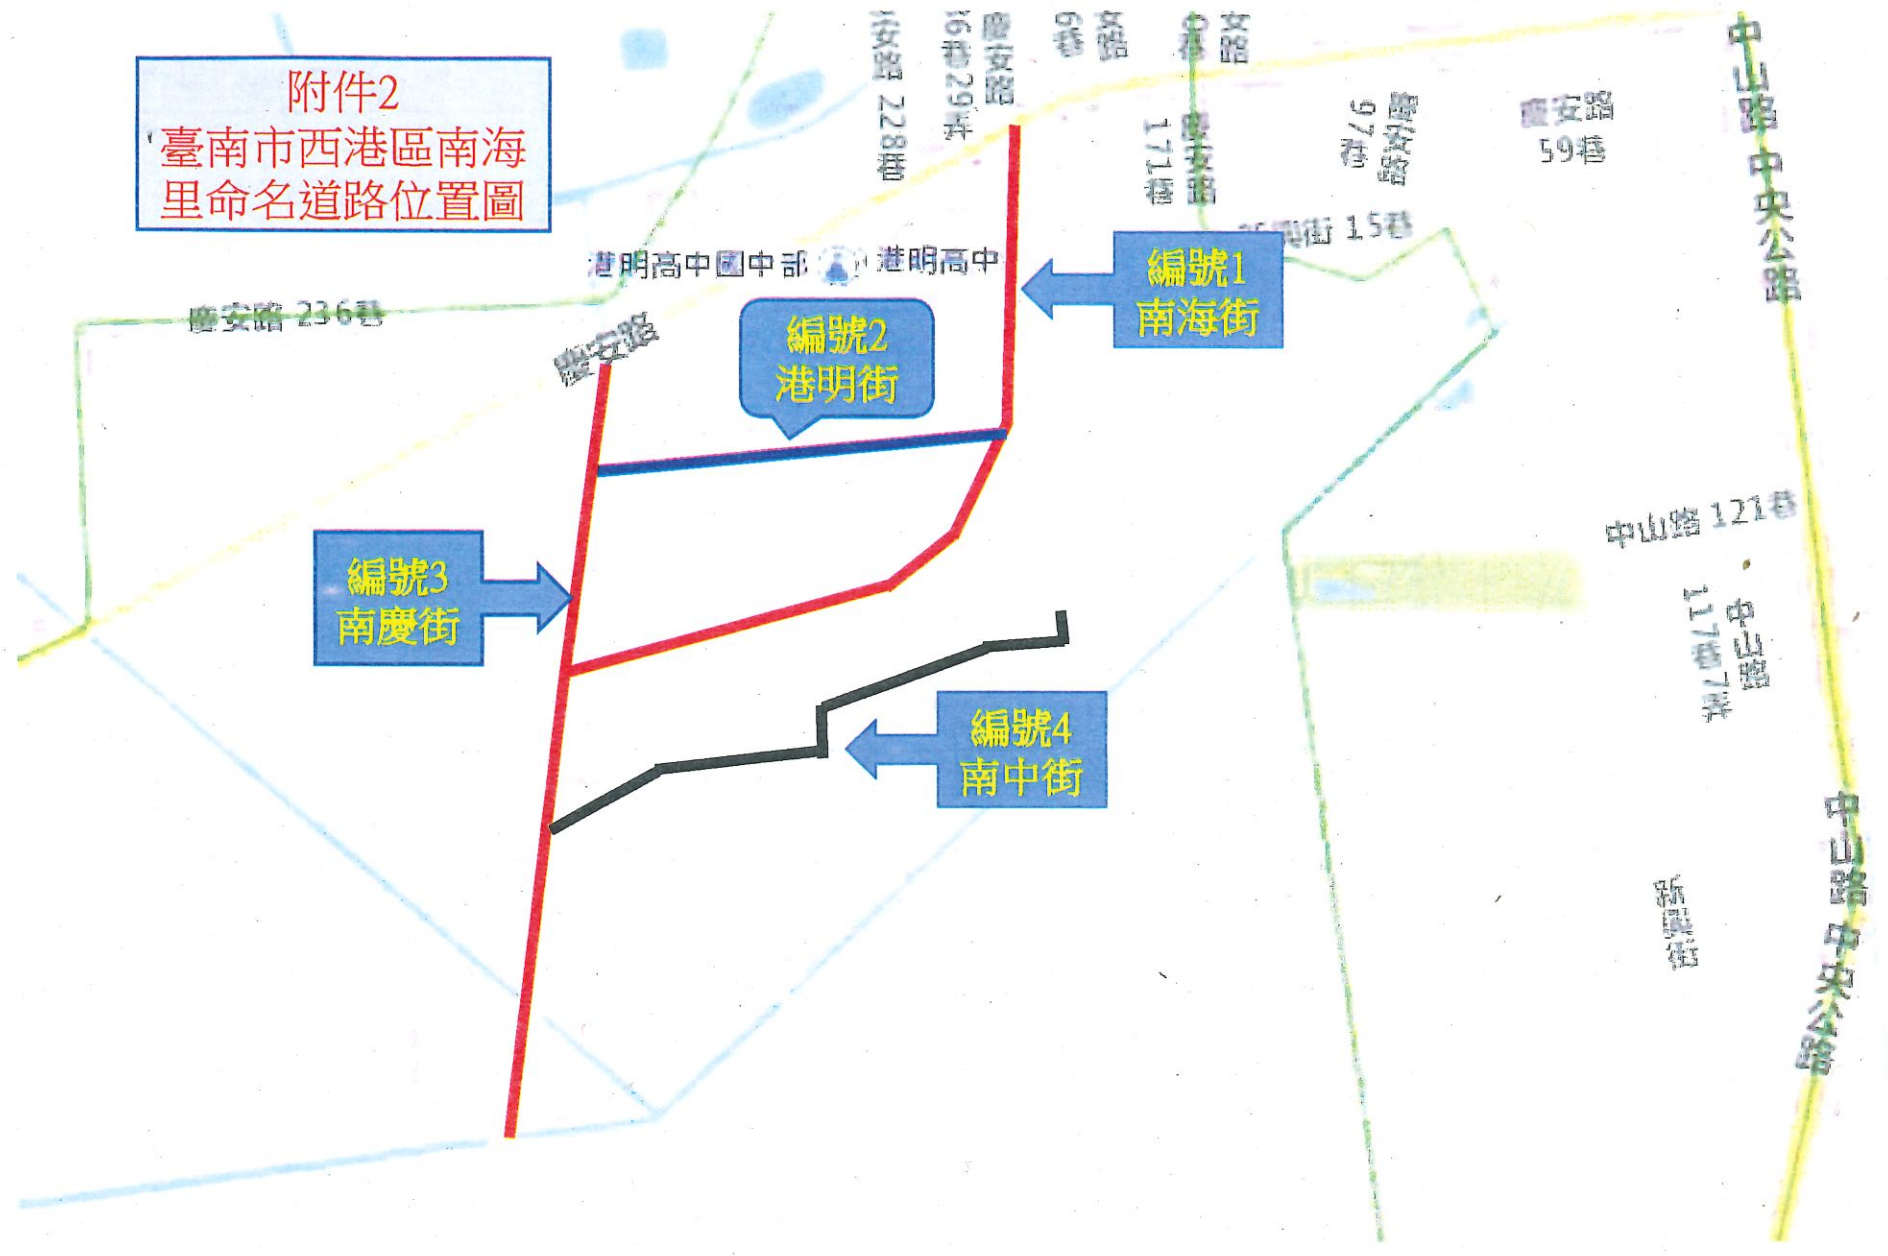 附件2
臺南市西港區南海
里命名道路位置圖
228巷
慶安路
6巷29弄
6巷
171巷
97巷
慶安路
59巷
中山路
中央公路
街 15巷
港明高中國中部
港明高中
編號1
南海街
慶安路 236巷
慶安路
編號2
港明街
中山路 121巷
編號3
南慶街
中山路
117巷7號
編號4
南中街
中山路
中央公路